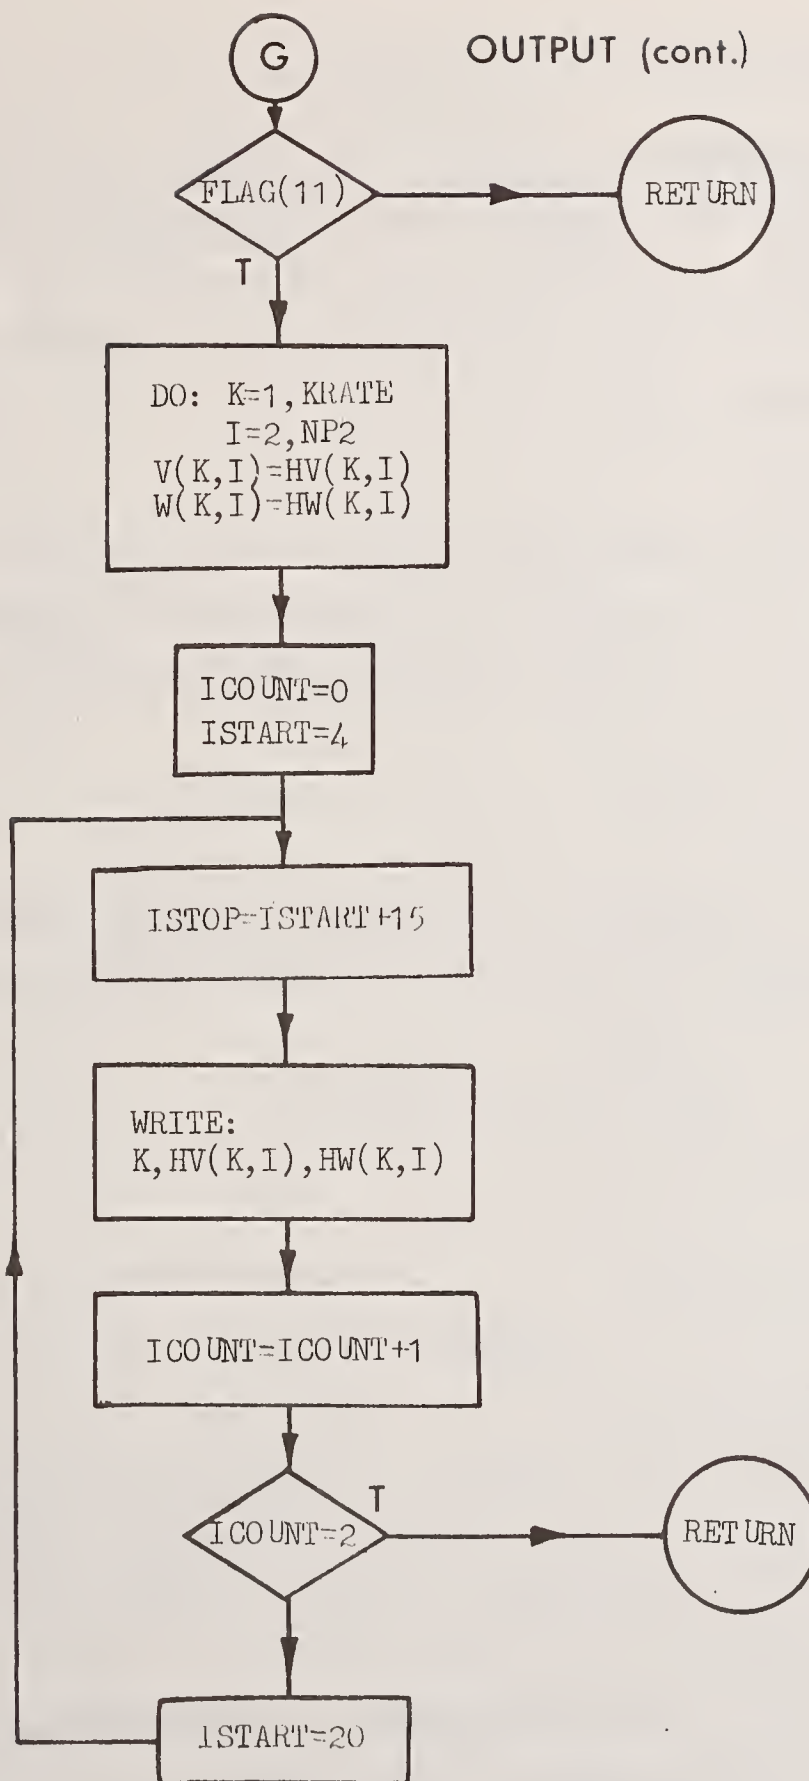 G
OUTPUT (cont.)
FLAG(11)
RETURN
T
DO: K=1,KRATE
I=2,NP2
V(K,I)=HV(K,I)
W(K,I)=HW(K,I)
ICOUNT=0
ISTART=4
ISTOP=ISTART+15
WRITE:
K,HV(K,I),HW(K,I)
ICOUNT=ICOUNT+1
T
ICOUNT=2
RETURN
ISTART=20